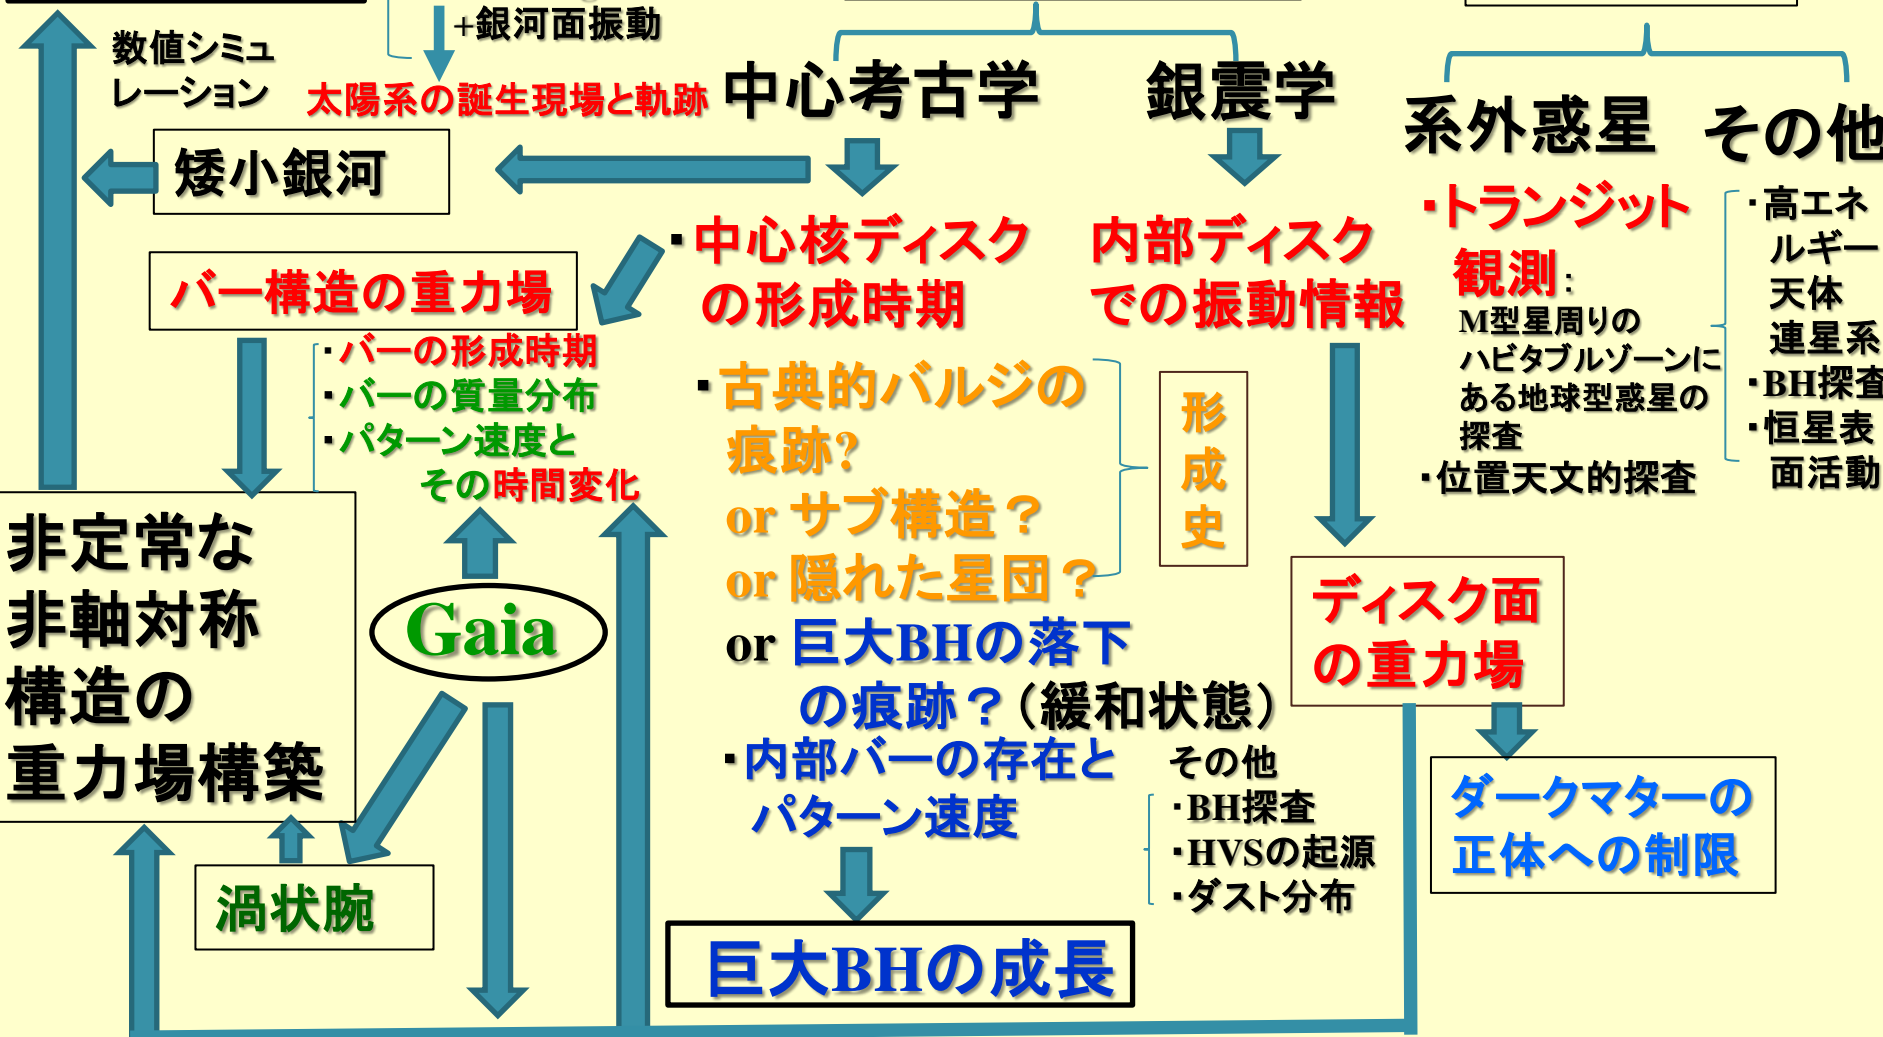 +銀河面振動
数値シミュ
レーション
太陽系の誕生現場と軌跡
中心考古学
銀震学
系外惑星
その他
矮小銀河
・中心核ディスク
の形成時期
内部ディスク
での振動情報
・トランジット
観測:
M型星周りの
ハビタブルゾーンに
ある地球型惑星の
探査
・位置天文的探査
・高エネ
ルギー
天体
連星系
・BH探査
・恒星表
面活動
バー構造の重力場
・バーの形成時期
・バーの質量分布
・パターン速度と
その時間変化
・古典的バルジの
痕跡?
or サブ構造？
or 隠れた星団？
or 巨大BHの落下
の痕跡？（緩和状態）
・内部バーの存在と
パターン速度
形
成
史
非定常な
非軸対称
構造の
重力場構築
Gaia
ディスク面
の重力場
その他
・BH探査
・HVSの起源
・ダスト分布
ダークマターの
正体への制限
渦状腕
巨大BHの成長